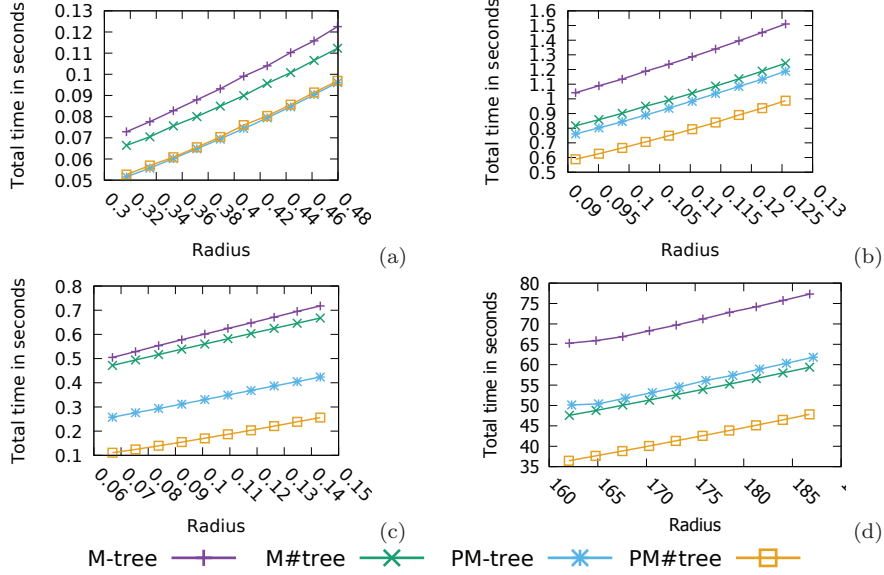 0.13
0.12
0.11
0.1
0.09
0.08
0.07
0.06
0.05
Total time in seconds
0.3 0.32 0.34 0.36 0.38 0.4 0.42 0.44 0.46 0.48
Radius
(a)
1.6
1.5
1.4
1.3
1.2
1.1
1
0.9
0.8
0.7
0.6
0.5
Total time in seconds
0.09 0.095 0.1 0.105 0.11 0.115 0.12 0.125 0.13
Radius
(b)
0.8
0.7
0.6
0.5
0.4
0.3
0.2
0.1
Total time in seconds
0.06 0.07 0.08 0.09 0.1 0.11 0.12 0.13 0.14 0.15
Radius
(c)
80
75
70
65
60
55
50
45
40
35
Total time in seconds
160 165 170 175 180 185
Radius
(d)
M-tree M#tree PM-tree PM#tree